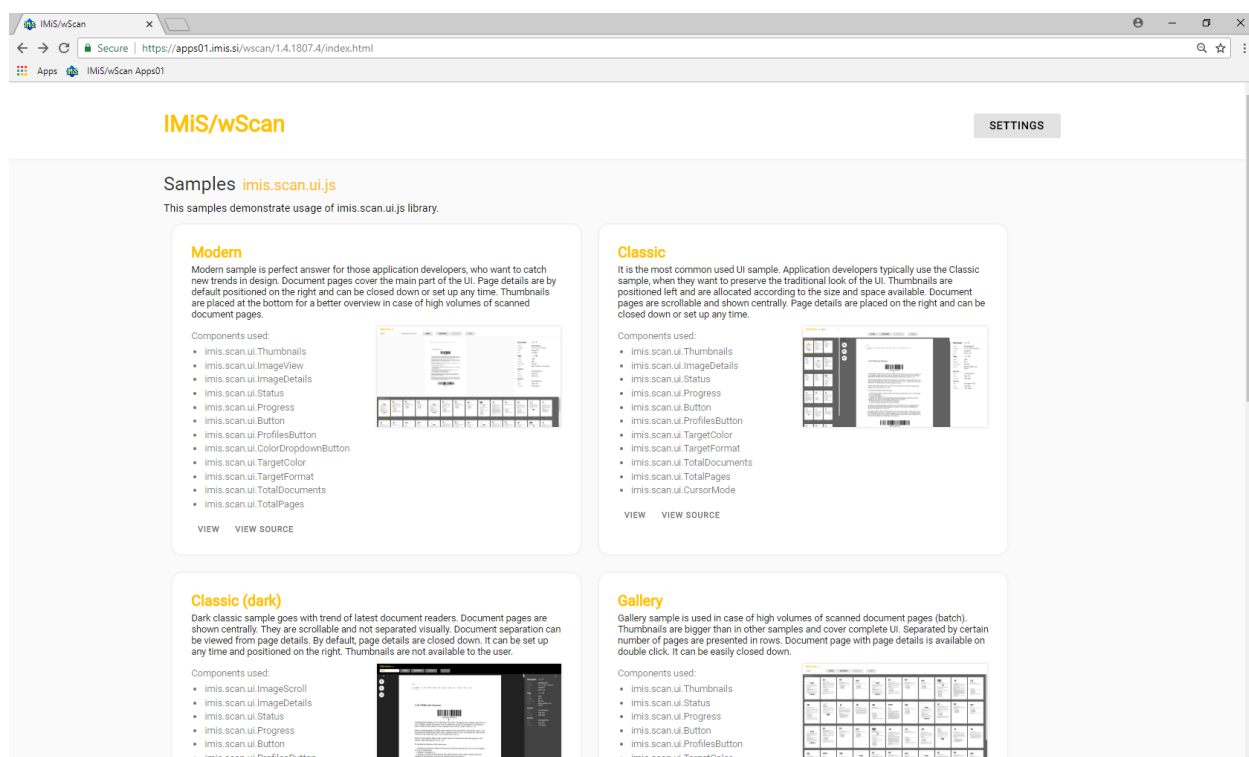 IMiS/wScan
Secure | https://apps01.imis.si/wscan/1.4.1807.4/index.html
Apps IMiS/wScan Apps01
IMiS/wScan
SETTINGS
Samples imis.scan.ui.js
This samples demonstrate usage of imis.scan.ui.js library.
Modern
Modern sample is perfect answer for those application developers, who want to catch
new trends in design. Document pages cover the main part of the UI. Page details are by
default positioned on the right and can be closed down or set up any time. Thumbnails
are placed at the bottom for a better overview in case of high volumes of scanned
document pages.
Components used:
imis.scan.ui.Thumbnails
imis.scan.ui.ImageView
imis.scan.ui.ImageDetails
imis.scan.ui.Status
imis.scan.ui.Progress
imis.scan.ui.Button
imis.scan.ui.ProfilesButton
imis.scan.ui.ColorDropdownButton
imis.scan.ui.TargetColor
imis.scan.ui.TargetFormat
imis.scan.ui.TotalDocuments
imis.scan.ui.TotalPages
VIEW VIEW SOURCE
Classic
It is the most common used UI sample. Application developers typically use the Classic
sample, when they want to preserve the traditional look of the UI. Thumbnails are
positioned left and are allocated according to the size and space available. Document
pages are scrollable and shown centrally. Page details are placed on the right and can be
closed down or set up any time.
Components used:
imis.scan.ui.Thumbnails
imis.scan.ui.ImageDetails
imis.scan.ui.Status
imis.scan.ui.Progress
imis.scan.ui.Button
imis.scan.ui.ProfilesButton
imis.scan.ui.TargetColor
imis.scan.ui.TargetFormat
imis.scan.ui.TotalDocuments
imis.scan.ui.TotalPages
imis.scan.ui.CursorMode
VIEW VIEW SOURCE
Classic (dark)
Dark classic sample goes with trend of latest document readers. Document pages are
shown centrally. They are scrollable and not separated visually. Document separation can
be viewed from page details. By default, page details are closed down. It can be set up
any time and positioned on the right. Thumbnails are not available to the user.
Components used:
imis.scan.ui.ImageScroll
imis.scan.ui.ImageDetails
imis.scan.ui.Status
imis.scan.ui.Progress
imis.scan.ui.Button
imis.scan.ui.ProfilesButton
Gallery
Gallery sample is used in case of high volumes of scanned document pages (batch).
Thumbnails are bigger than in other samples and cover complete UI. Separated by certain
number of pages are presented in rows. Document page with page details is available on
double click. It can be easily closed down.
Components used:
imis.scan.ui.Thumbnails
imis.scan.ui.Status
imis.scan.ui.Progress
imis.scan.ui.Button
imis.scan.ui.ProfilesButton
imis.scan.ui.TargetColor